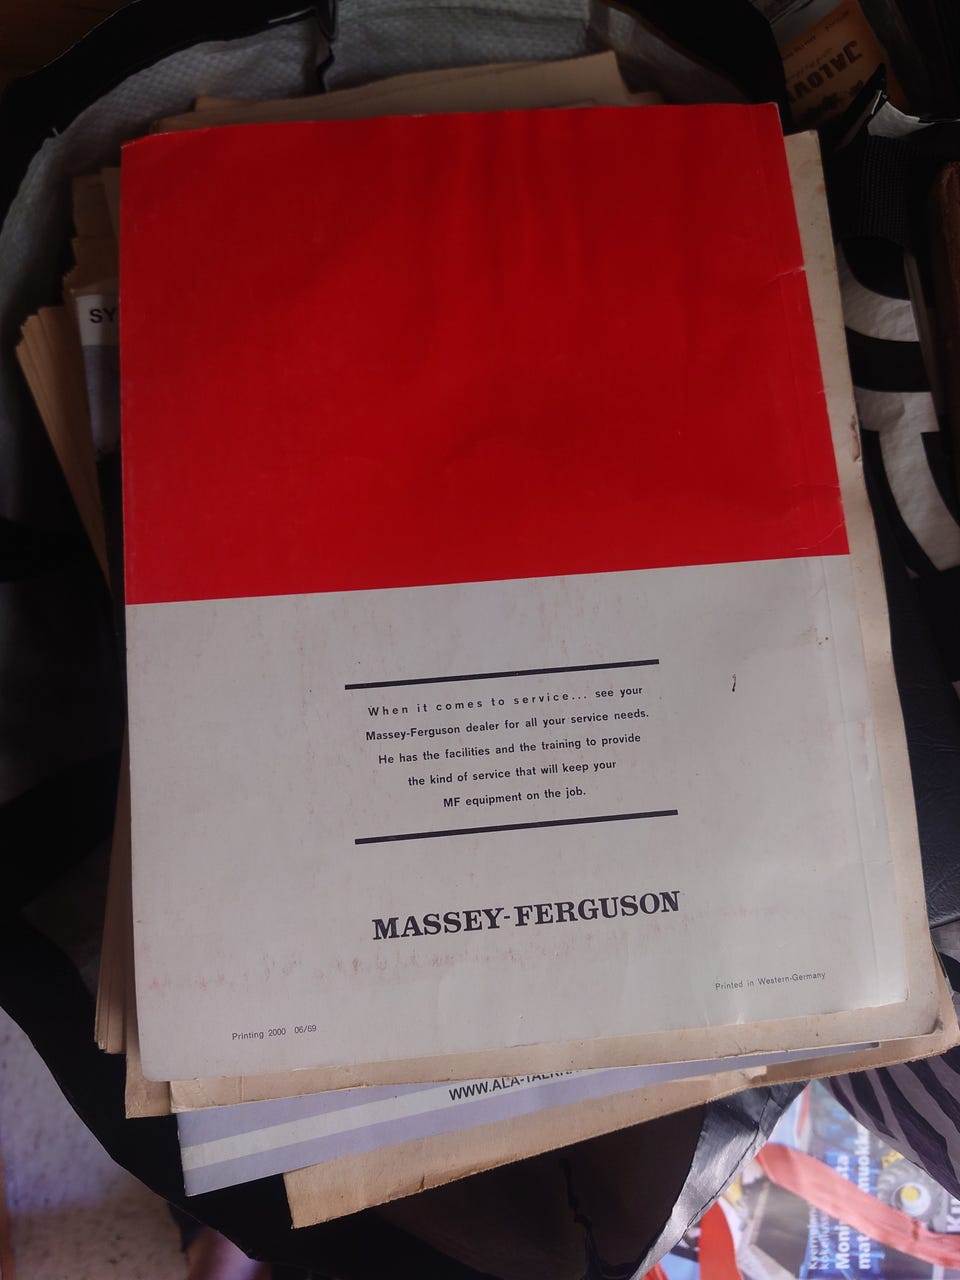 JALOV
SY
When it comes to service... see your
Massey-Ferguson dealer for all your service needs.
He has the facilities and the training to provide
the kind of service that will keep your
MF equipment on the job.
MASSEY-FERGUSON
Printed in Western-Germany
Printing 2000 06/69